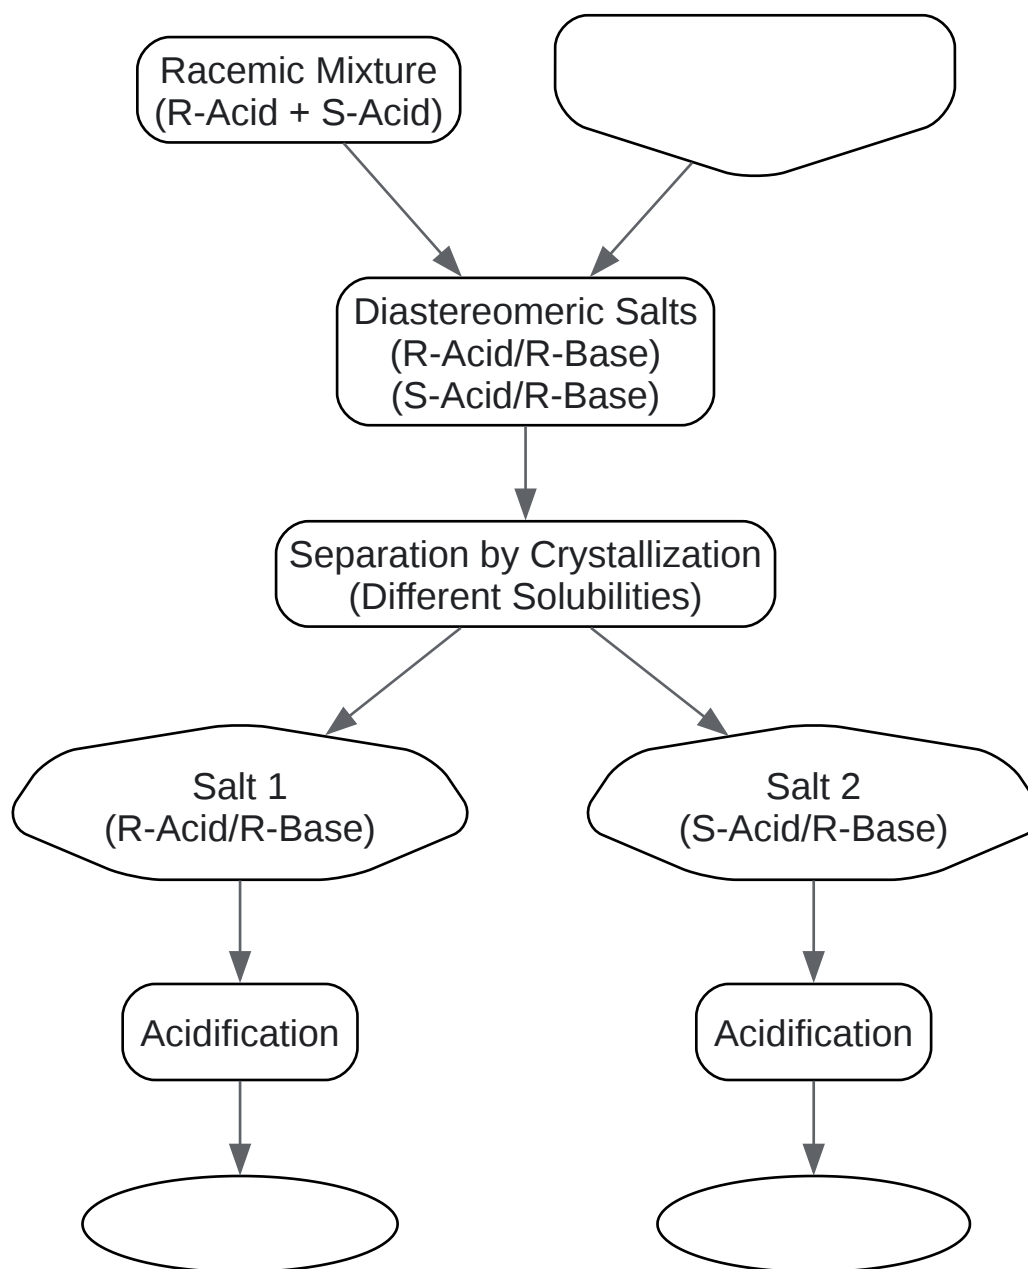 Racemic Mixture
(R-Acid + S-Acid)
Diastereomeric Salts
(R-Acid/R-Base)
(S-Acid/R-Base)
Separation by Crystallization
(Different Solubilities)
Salt 1
(R-Acid/R-Base)
Salt 2
(S-Acid/R-Base)
Acidification
Acidification